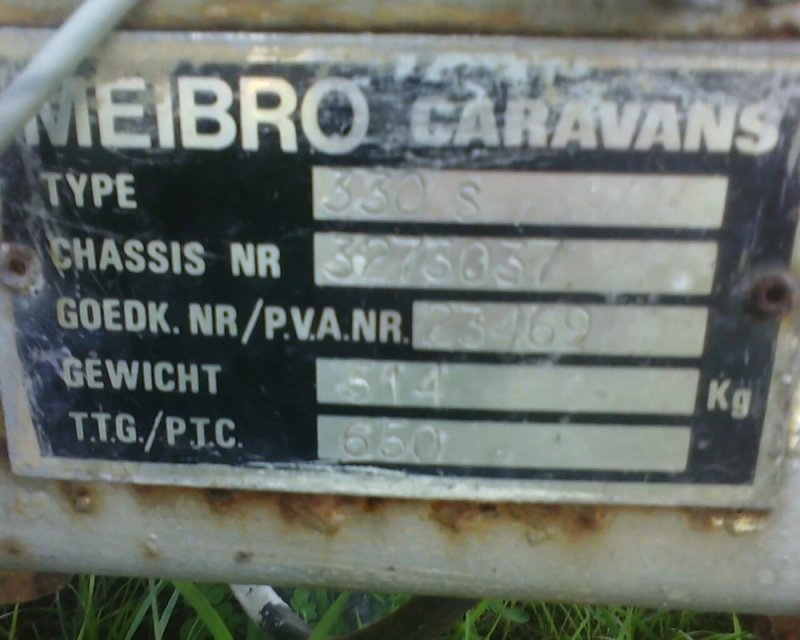 MEIBRO CARAVANS
TYPE 330 S
CHASSIS NR 3273037
GOEDK. NR/P.V.A.NR. 23469
GEWICHT 514 Kg
T.T.G./P.T.C. 650